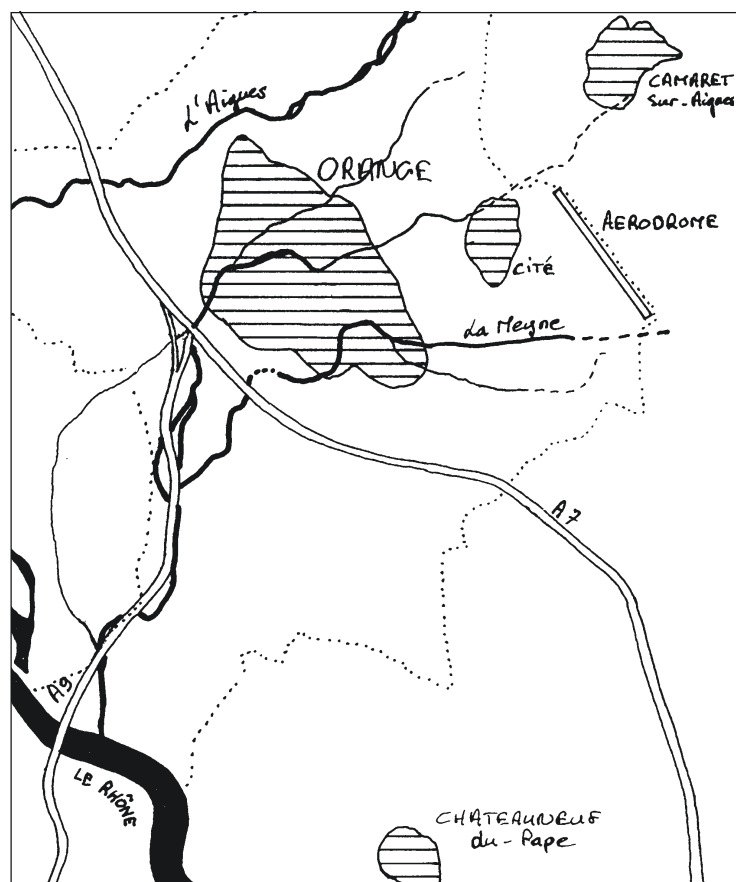 CAMARET
sur-Aigues
L'Aigues
ORANGE
AERODROME
CITÉ
La Meyne
A7
A9
LE RHÔNE
CHATEAUNEUF
du-Pape